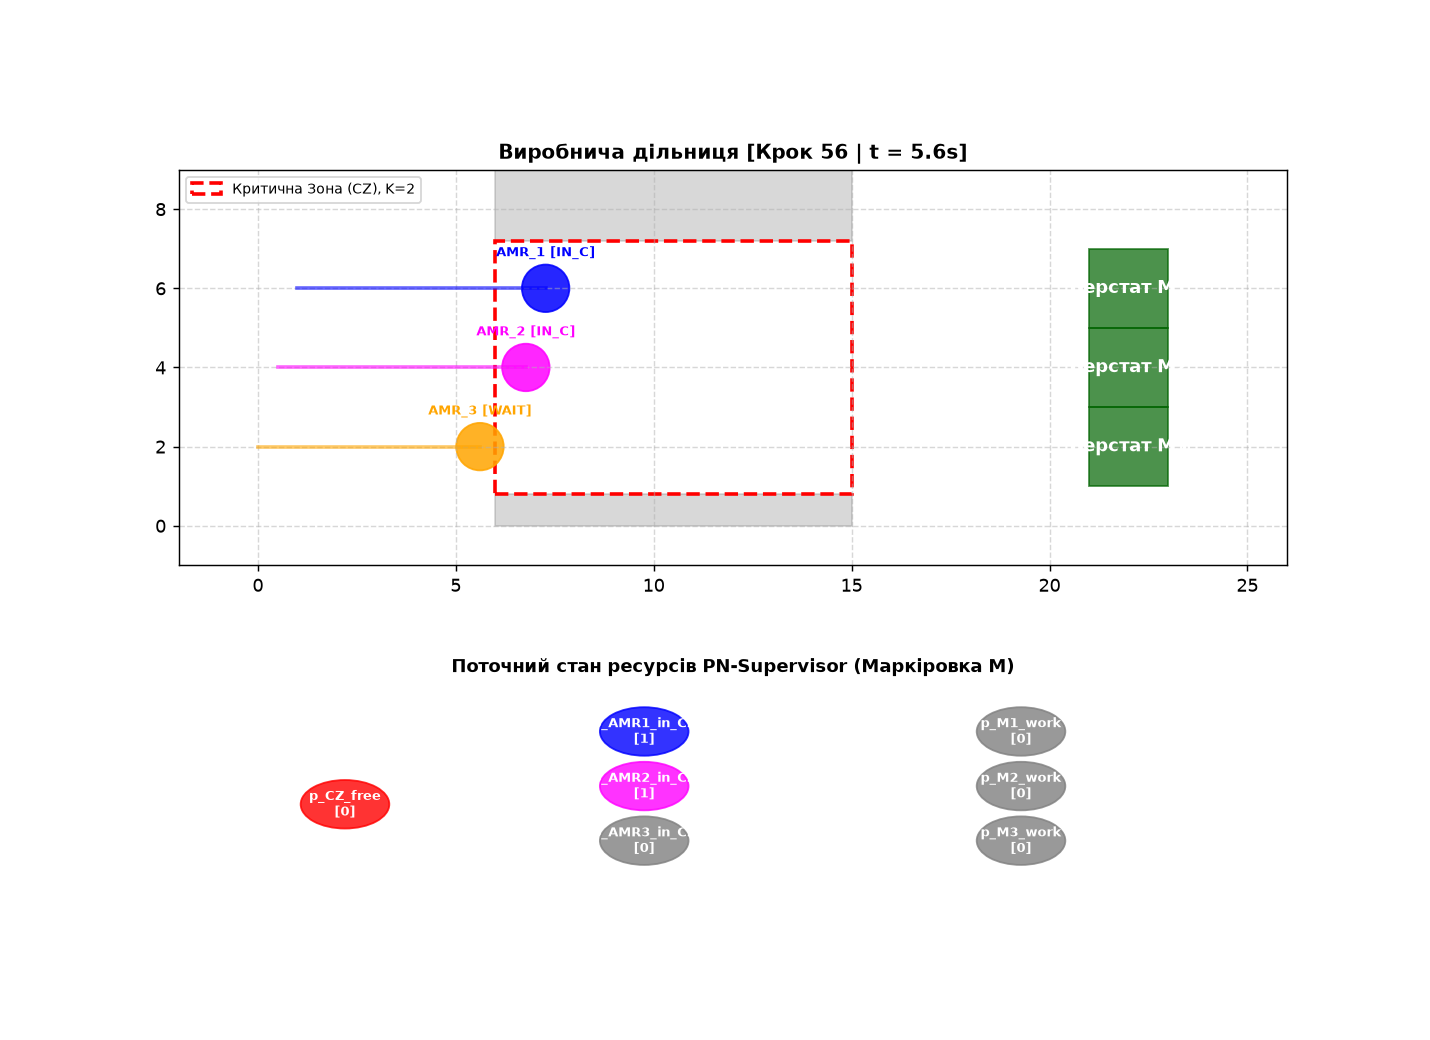 Виробнича дільниця [Крок 56 | t = 5.6s]
Критична Зона (CZ), K=2
8
6
4
2
0
AMR_1 [IN_C]
AMR_2 [IN_C]
AMR_3 [WAIT]
ерстат М
ерстат М
ерстат М
0 5 10 15 20 25
Поточний стан ресурсів PN-Supervisor (Маркіровка M)
p_CZ_free
[0]
_AMR1_in_C
[1]
_AMR2_in_C
[1]
_AMR3_in_C
[0]
p_M1_work
[0]
p_M2_work
[0]
p_M3_work
[0]